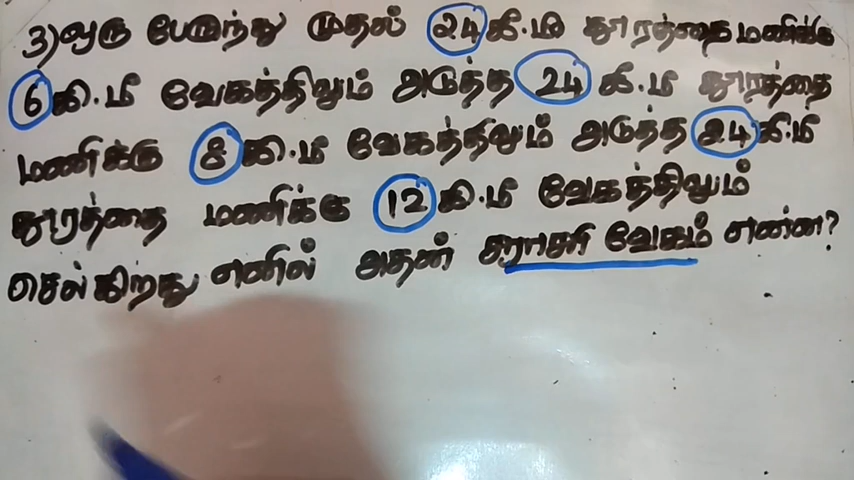 3) ஒரு பேருந்து முதல் 24 கி.மீ தூரத்தை மணிக்கு
6 கி.மீ வேகத்திலும் அடுத்த 24 கி.மீ தூரத்தை
மணிக்கு 8 கி.மீ வேகத்திலும் அடுத்த 24 கி.மீ
தூரத்தை மணிக்கு 12 கி.மீ வேகத்திலும்
செல்கிறது எனில் அதன் சராசரி வேகம் என்ன?